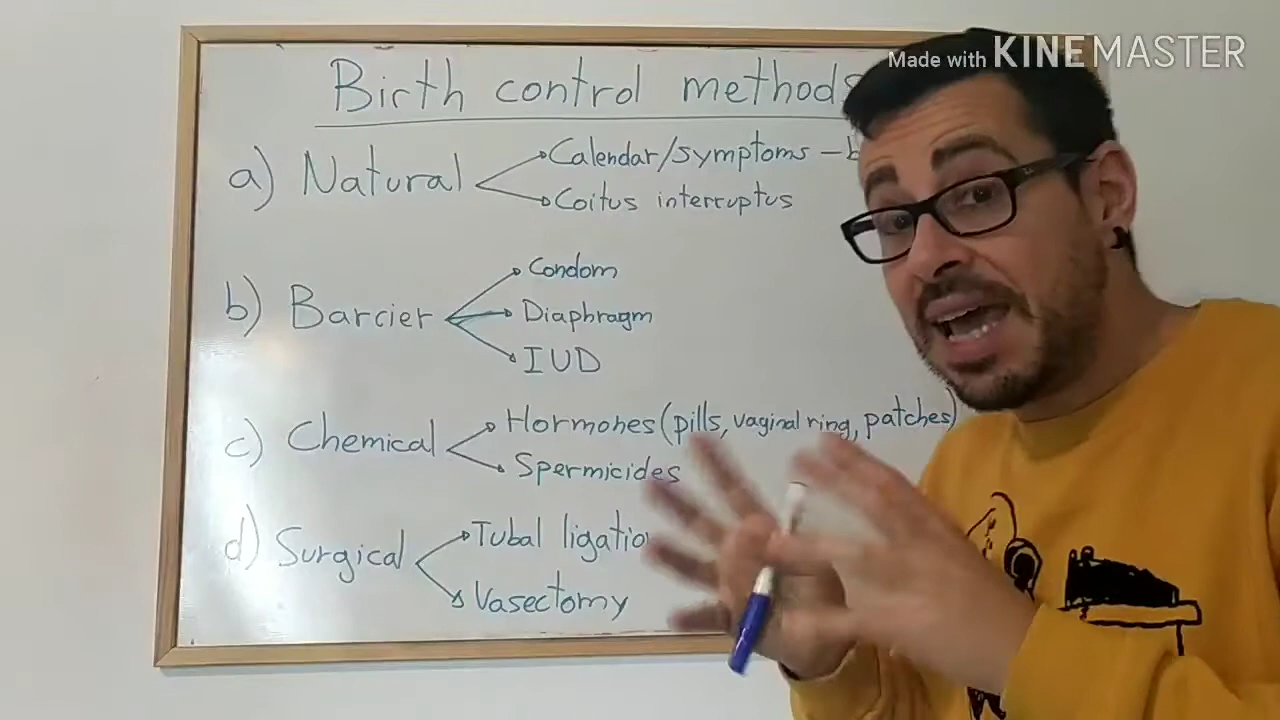 Made with KINEMASTER
Birth control methods
a) Natural
Calendar/symptoms – b
Coitus interruptus
b) Barrier
Condom
Diaphragm
IUD
c) Chemical
Hormones (pills, vaginal ring, patches)
Spermicides
d) Surgical
Tubal ligatio
Vasectomy